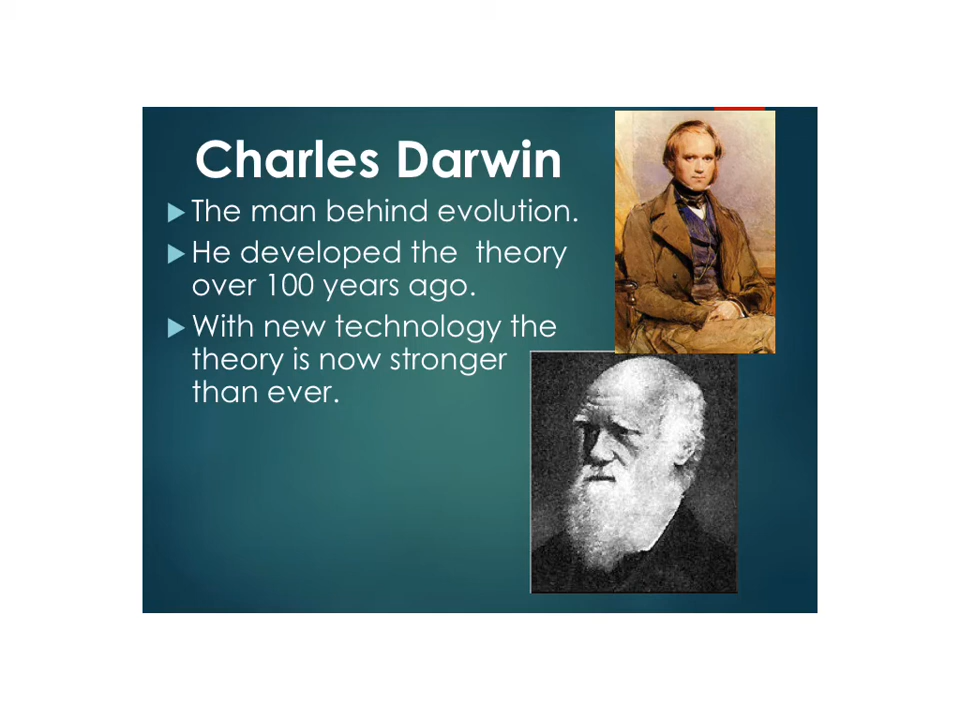 Charles Darwin
▶The man behind evolution.
▶He developed the  theory
over 100 years ago.
▶With new technology the
theory is now stronger
than ever.